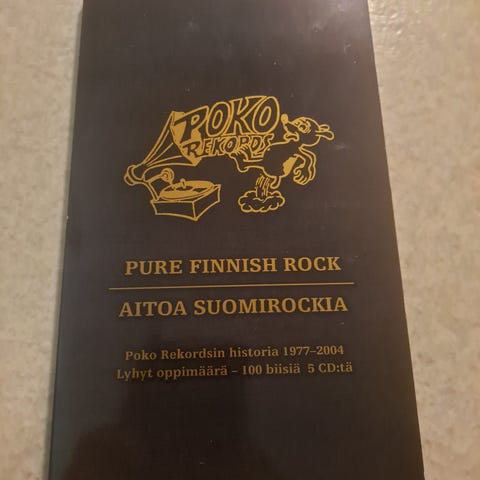 POKO
REKORDS
PURE FINNISH ROCK
AITOA SUOMIROCKIA
Poko Rekordsin historia 1977–2004
Lyhyt oppimäärä – 100 biisiä 5 CD:tä